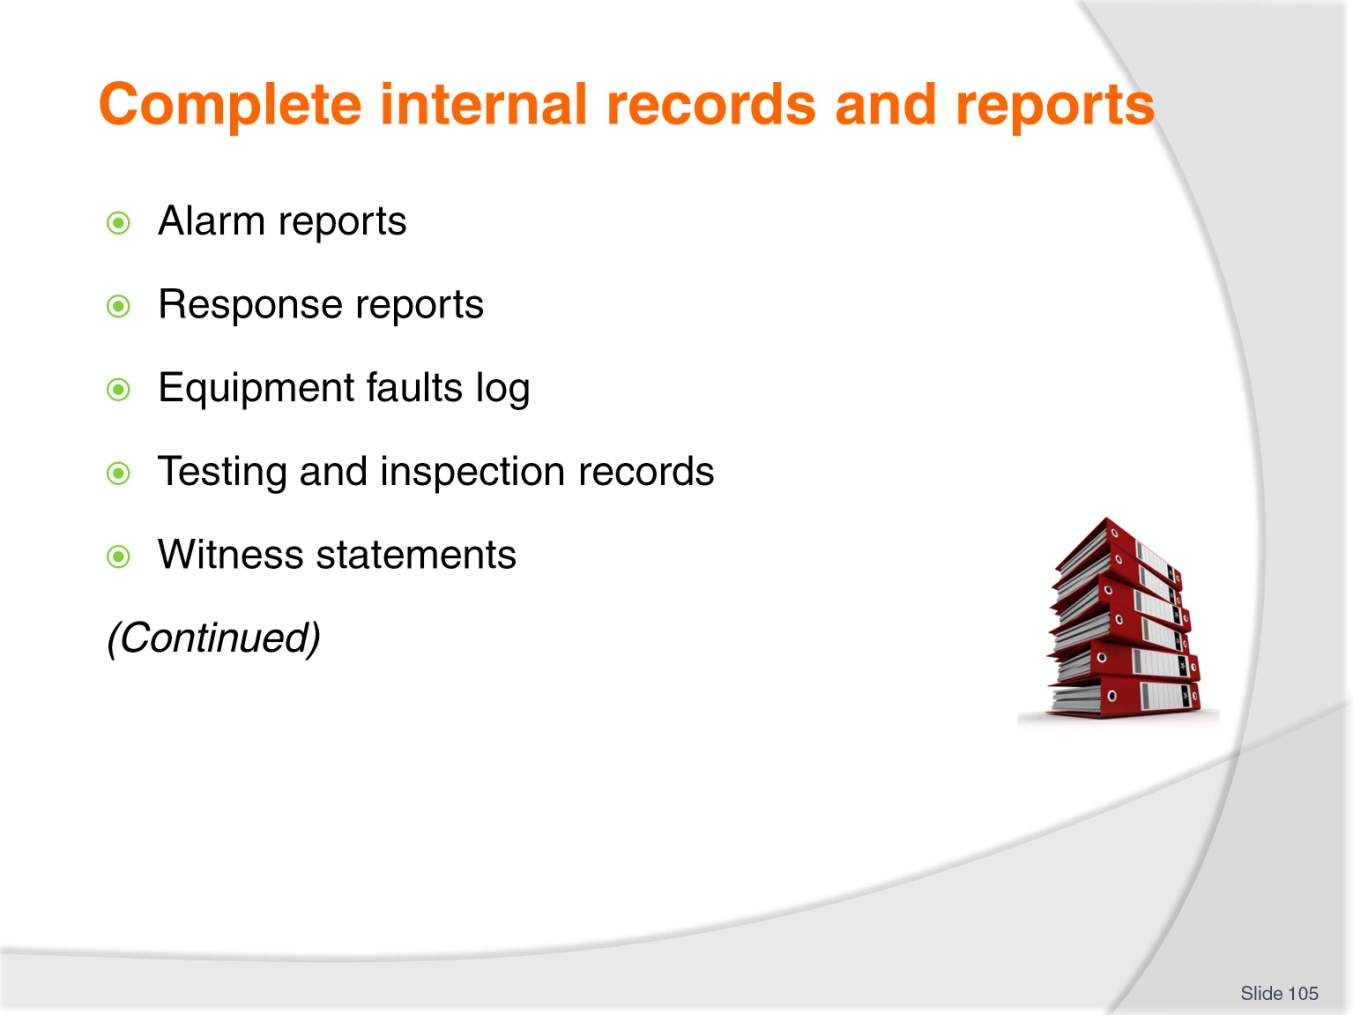 Complete internal records and reports
Alarm reports
Response reports
Equipment faults log
Testing and inspection records
Witness statements
(Continued)
Slide 105